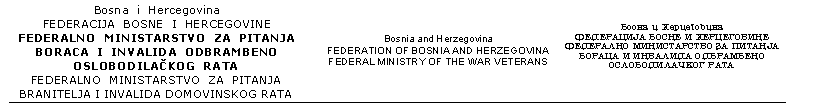 Bosna i Hercegovina
FEDERACIJA BOSNE I HERCEGOVINE
FEDERALNO MINISTARSTVO ZA PITANJA
BORACA I INVALIDA ODBRAMBENO
OSLOBODILAČKOG RATA
FEDERALNO MINISTARSTVO ZA PITANJA
BRANITELJA I INVALIDA DOMOVINSKOG RATA
Bosnia and Herzegovina
FEDERATION OF BOSNIA AND HERZEGOVINA
FEDERAL MINISTRY OF THE WAR VETERANS
Босна и Херцеговина
ФЕДЕРАЦИЈА БОСНЕ И ХЕРЦЕГОВИНЕ
ФЕДЕРАЛНО МИНИСТАРСТВО ЗА ПИТАЊА
БОРАЦА И ИНВАЛИДА ОДБРАМБЕНО
ОСЛОБОДИЛАЧКОГ РАТА